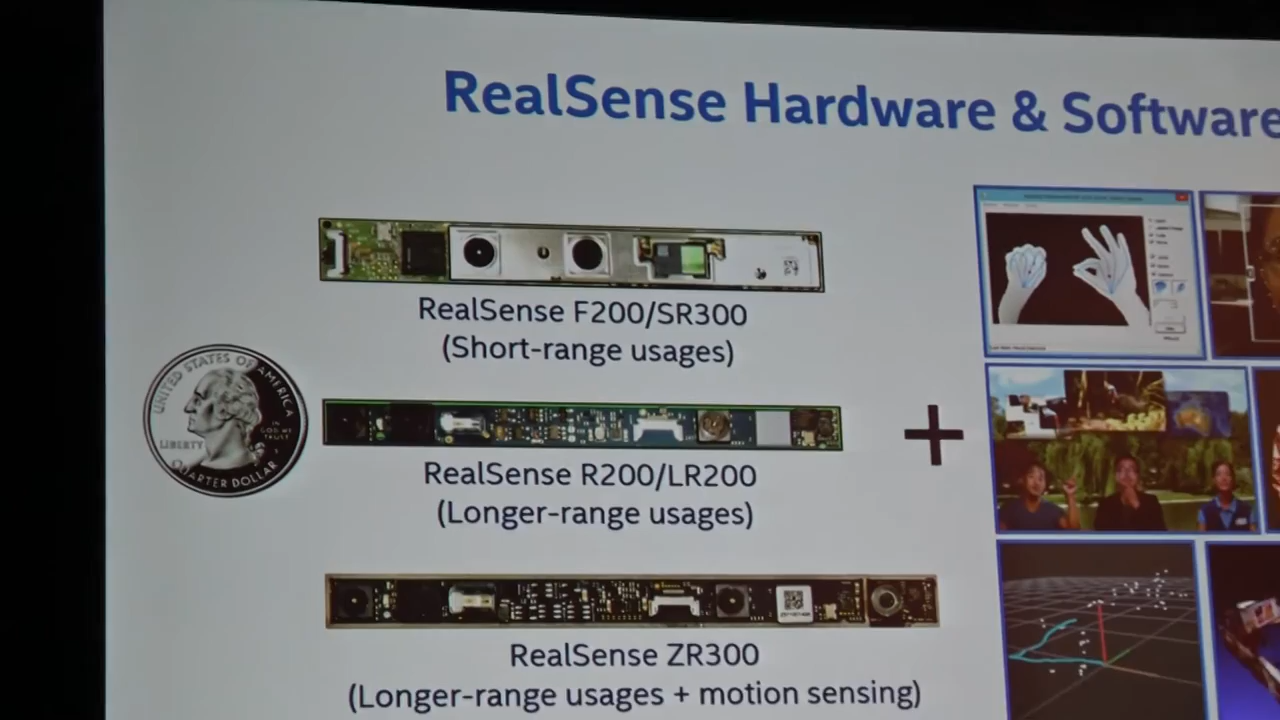 RealSense Hardware & Software
RealSense F200/SR300
(Short-range usages)
UNITED STATES OF AMERICA
IN
GOD WE
TRUST
LIBERTY
QUARTER DOLLAR
RealSense R200/LR200
(Longer-range usages)
+
RealSense ZR300
(Longer-range usages + motion sensing)